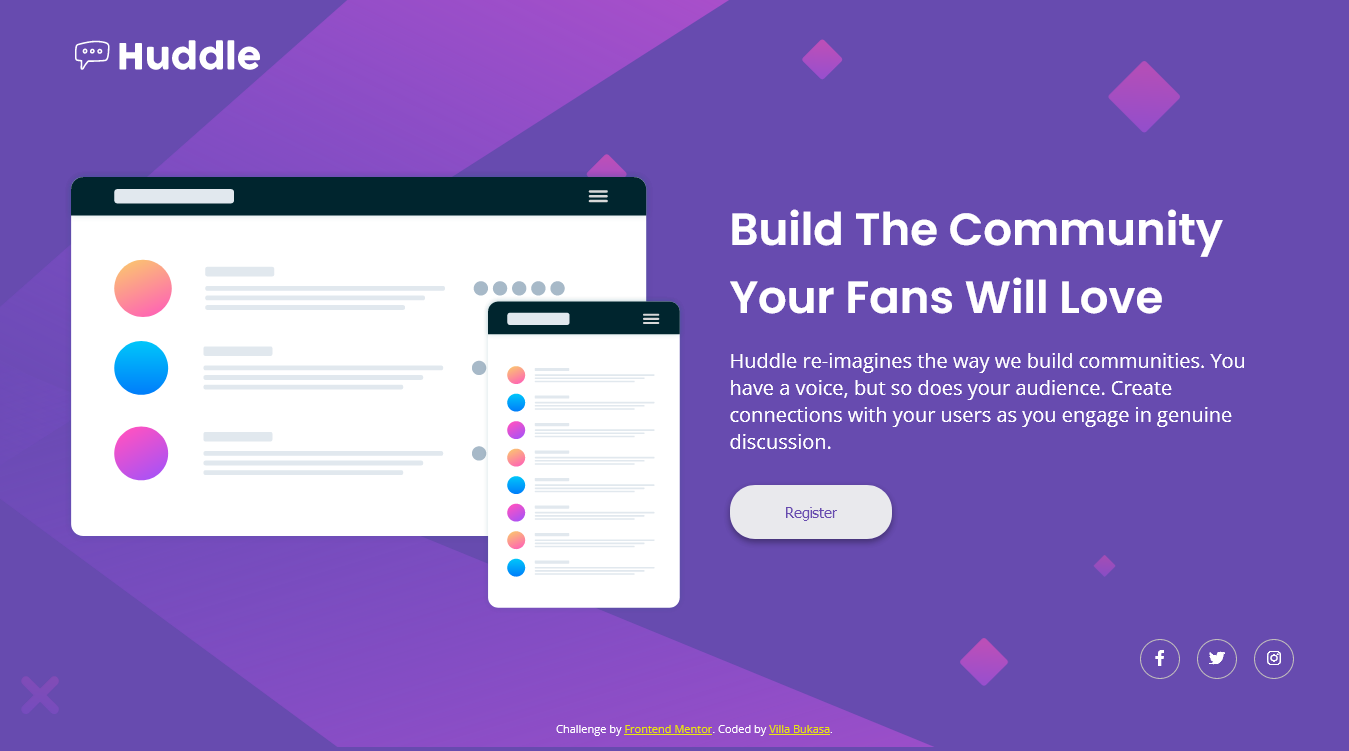 Huddle
Build The Community
Your Fans Will Love
Huddle re-imagines the way we build communities. You
have a voice, but so does your audience. Create
connections with your users as you engage in genuine
discussion.
Register
Challenge by Frontend Mentor. Coded by Villa Bukasa.